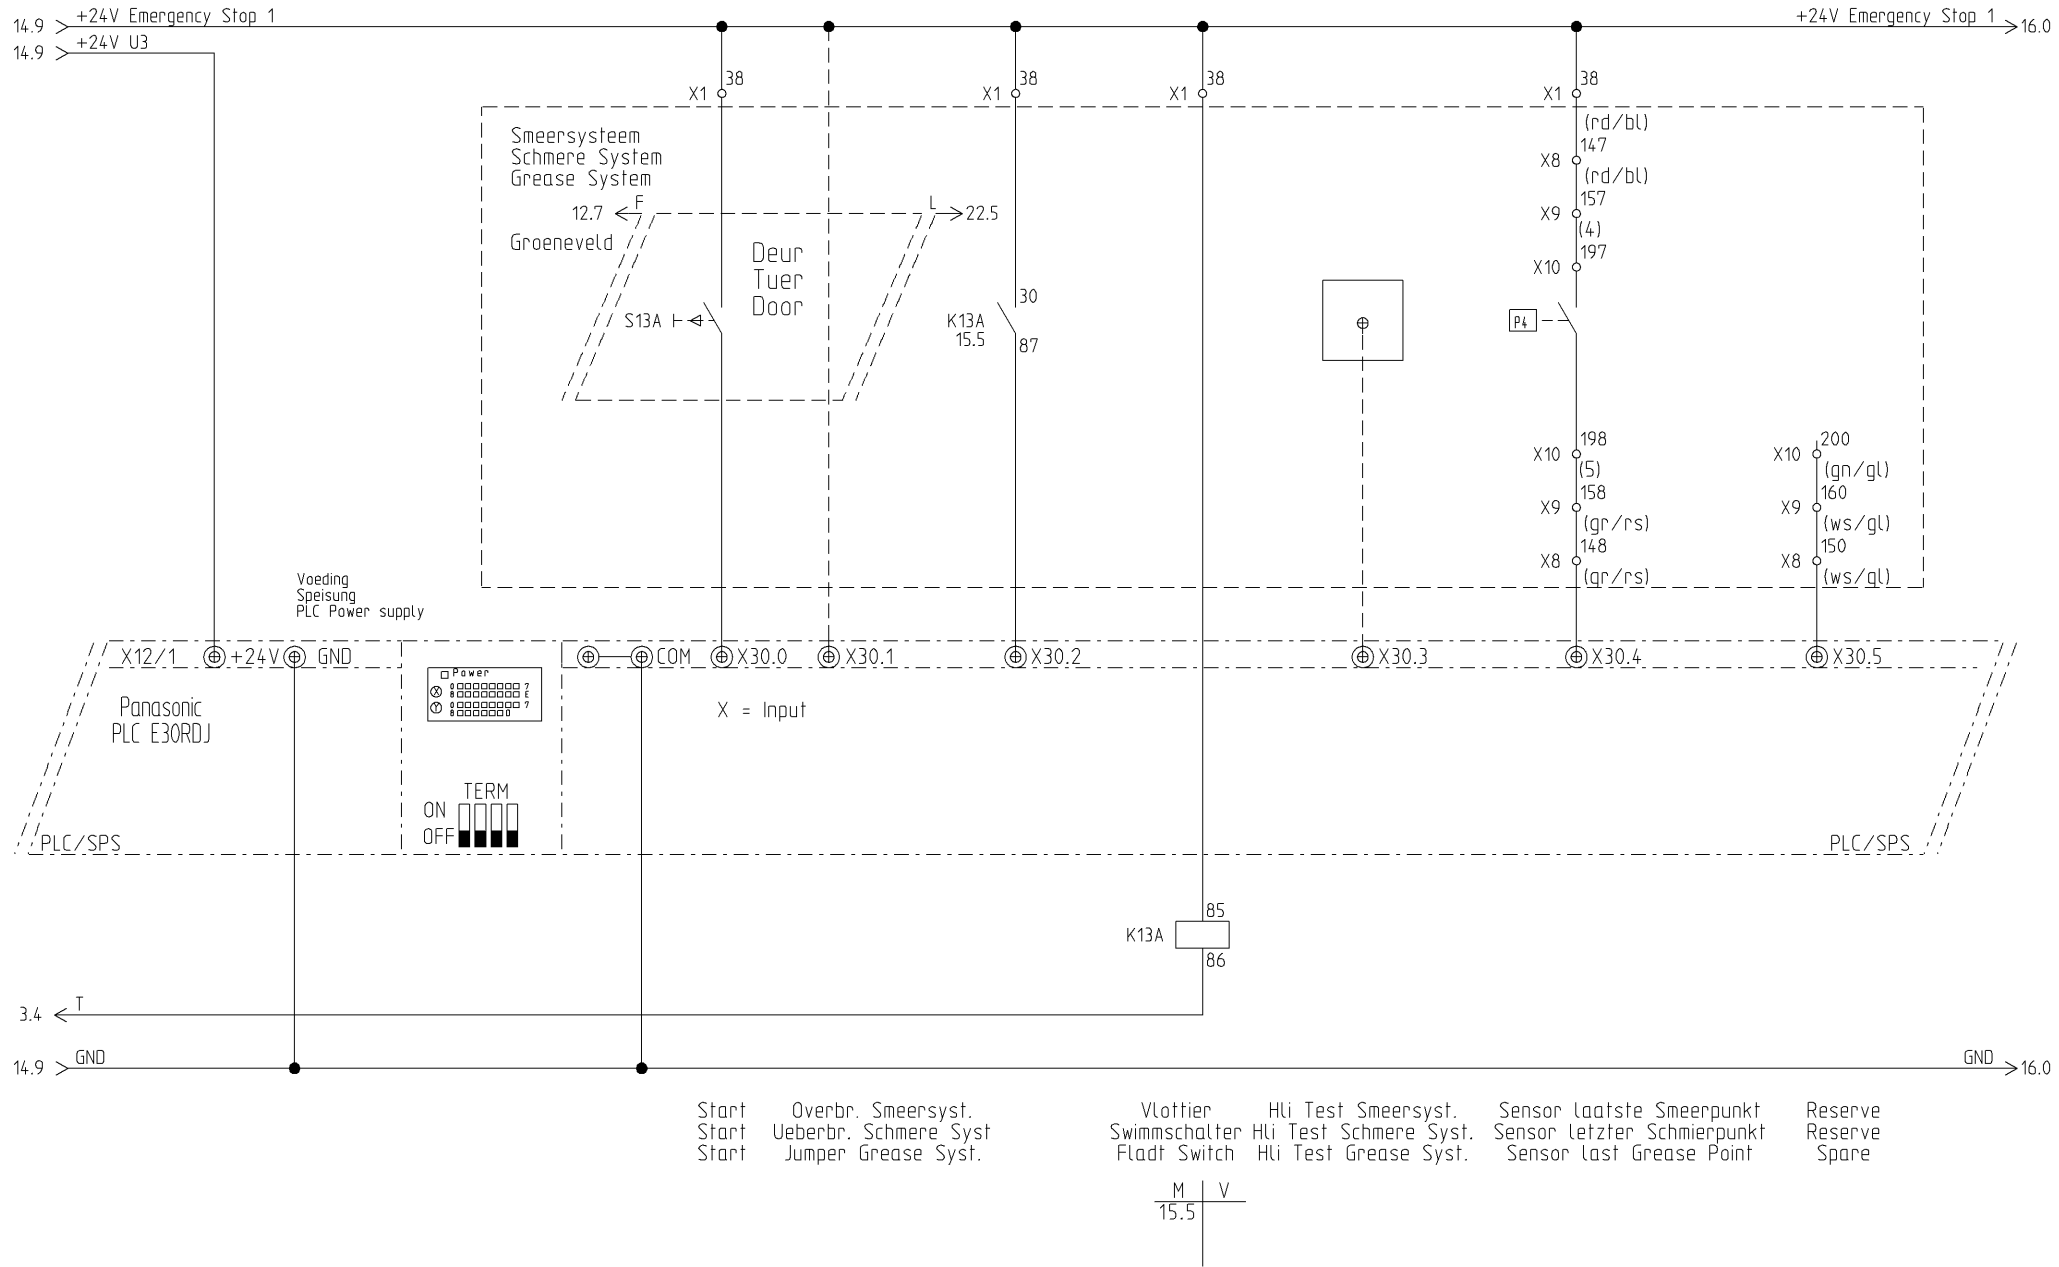 +24V Emergency Stop 1
14.9
+24V U3
14.9
+24V Emergency Stop 1
16.0
38
X1
38
X1
38
X1
38
X1
Smeersysteem
Schmere System
Grease System
Groeneveld
12.7
F
L
22.5
Deur
Tuer
Door
S13A
30
K13A
15.5
87
(rd/bl)
147
X8
(rd/bl)
157
X9
(4)
197
X10
P4
198
X10
(5)
158
X9
(gr/rs)
148
X8
(gr/rs)
200
X10
(gn/gl)
160
X9
(ws/gl)
150
X8
(ws/gl)
Voeding
Speisung
PLC Power supply
X12/1
+24V
GND
COM
X30.0
X30.1
X30.2
X30.3
X30.4
X30.5
Panasonic
PLC E30RDJ
Power
X 0 7
8 E
Y 0 7
8 D
X = Input
TERM
ON
OFF
PLC/SPS
PLC/SPS
85
K13A
86
T
3.4
GND
14.9
GND
16.0
Start
Start
Start
Overbr. Smeersyst.
Ueberbr. Schmere Syst
Jumper Grease Syst.
Vlottier
Swimmschalter
Fladt Switch
Hli Test Smeersyst.
Hli Test Schmere Syst.
Hli Test Grease Syst.
Sensor laatste Smeerpunkt
Sensor letzter Schmierpunkt
Sensor last Grease Point
Reserve
Reserve
Spare
M V
15.5